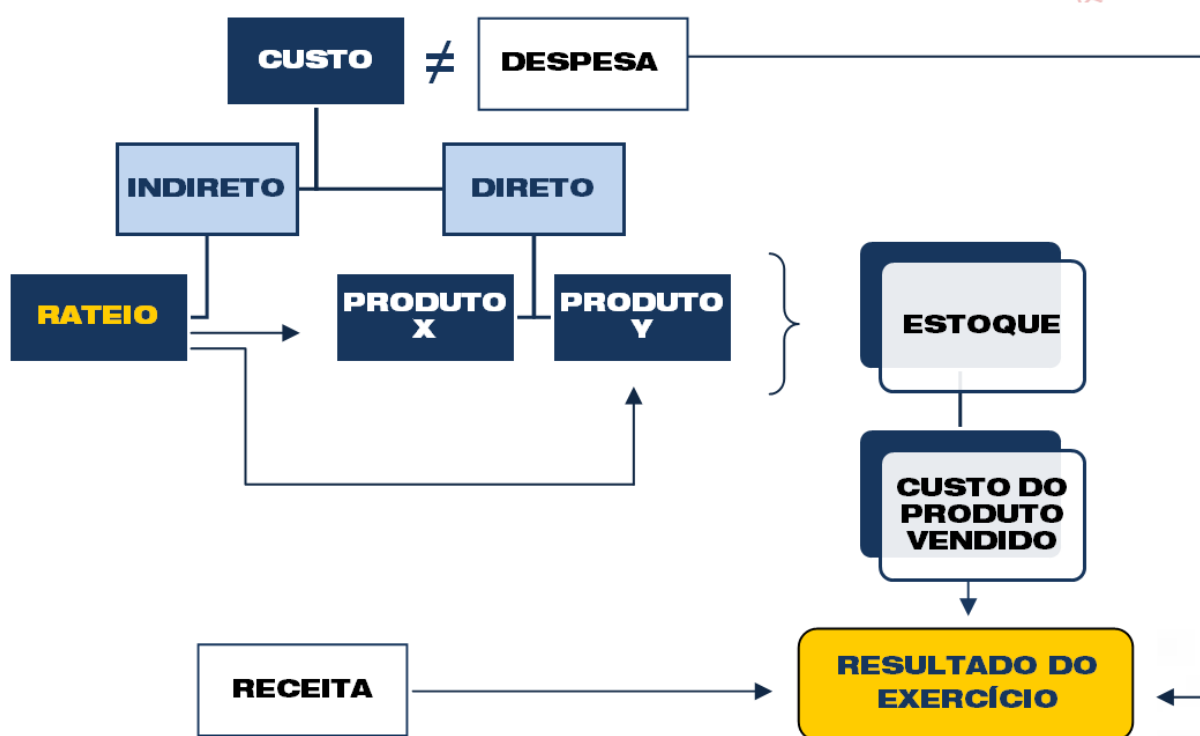 CUSTO
≠
DESPESA
INDIRETO
DIRETO
RATEIO
PRODUTO
X
PRODUTO
Y
ESTOQUE
CUSTO DO
PRODUTO
VENDIDO
RECEITA
RESULTADO DO
EXERCÍCIO